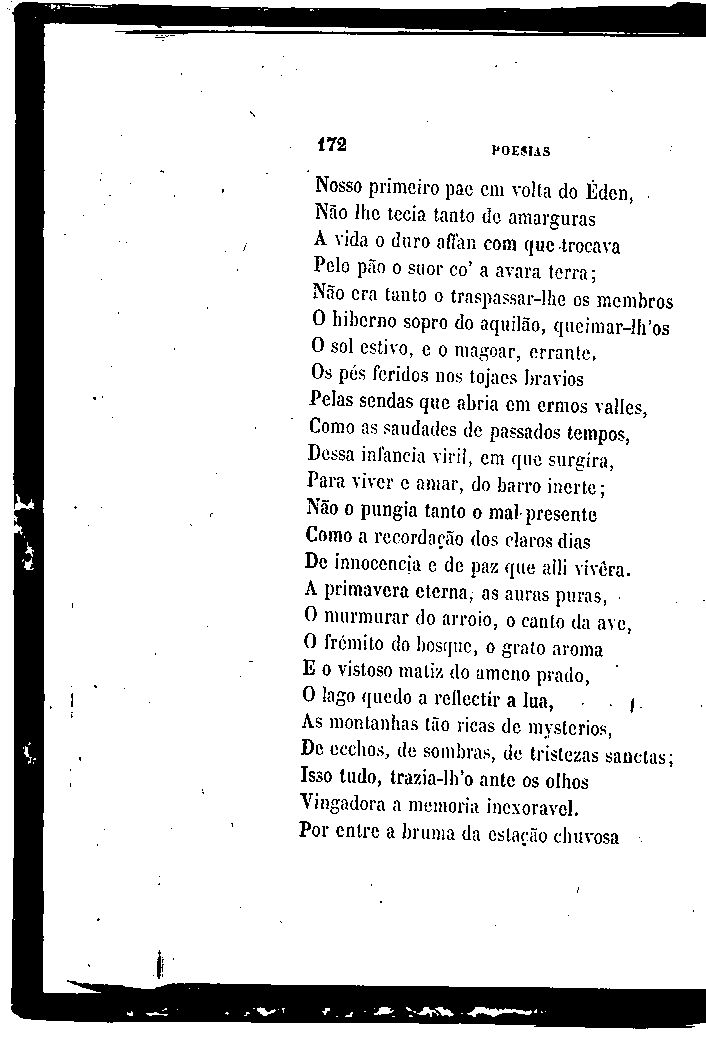 172 POESIAS
Nosso primeiro pae em volta do Éden,
Não lhe tecia tanto de amarguras
A vida o duro affan com que trocava
Pelo pão o suor co' a avara terra;
Não era tanto o traspassar-lhe os membros
O hiberno sopro do aquilão, queimar-lh'os
O sol estivo, e o magoar, errante,
Os pés feridos nos tojaes bravios
Pelas sendas que abria em ermos valles,
Como as saudades de passados tempos,
Dessa infancia viril, em que surgíra,
Para viver e amar, do barro inerte;
Não o pungia tanto o mal presente
Como a recordação dos claros dias
De innocencia e de paz que alli vivêra.
A primavera eterna, as auras puras,
O murmurar do arroio, o canto da ave,
O frémito do bosque, o grato aroma
E o vistoso matiz do ameno prado,
O lago quedo a reflectir a lua,
As montanhas tão ricas de mysterios,
De ecchos, de sombras, de tristezas sanctas;
Isso tudo, trazia-lh'o ante os olhos
Vingadora a memoria inexoravel.
Por entre a bruma da estação chuvosa